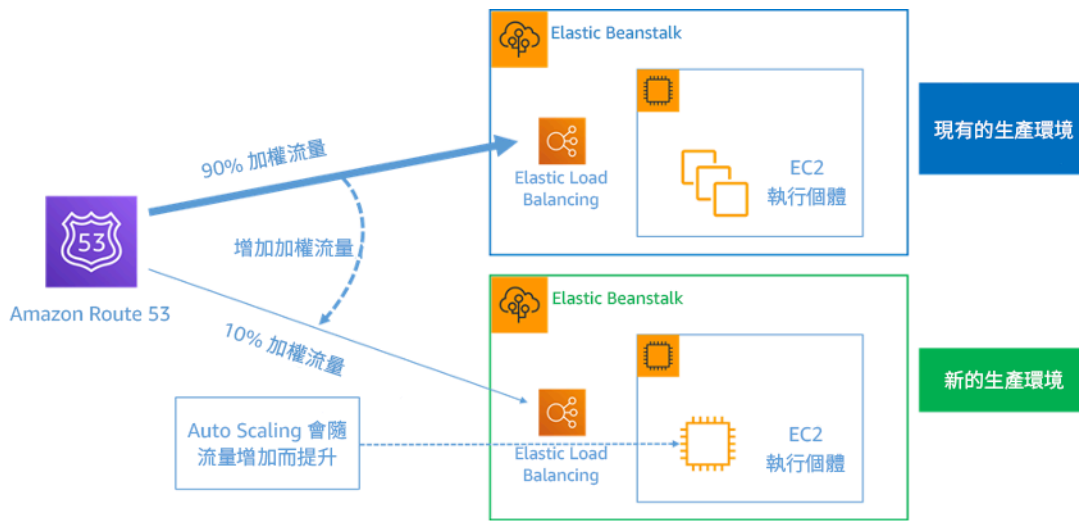 Elastic Beanstalk
現有的生產環境
90% 加權流量
Elastic Load
Balancing
EC2
執行個體
53
增加加權流量
Amazon Route 53
Elastic Beanstalk
10% 加權流量
新的生產環境
Auto Scaling 會隨
流量增加而提升
Elastic Load
Balancing
EC2
執行個體